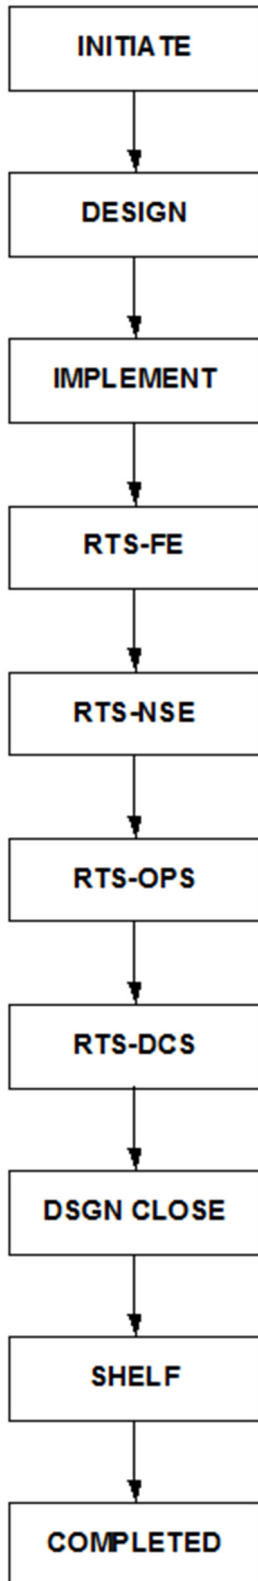 INITIATE
DESIGN
IMPLEMENT
RTS-FE
RTS-NSE
RTS-OPS
RTS-DCS
DSGN CLOSE
SHELF
COMPLETED